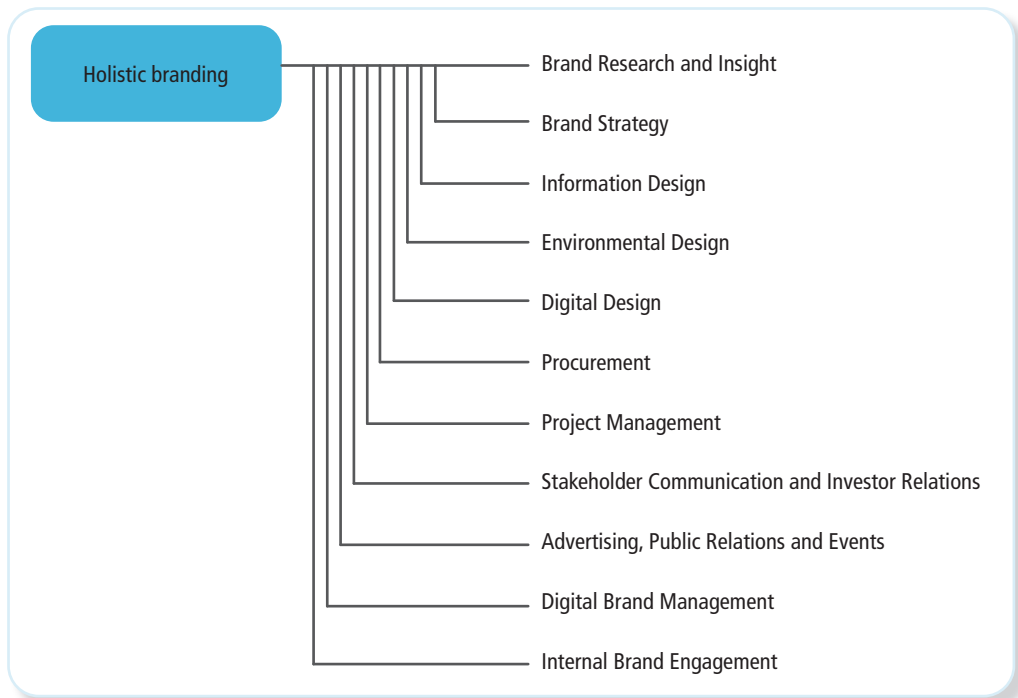 Holistic branding
Brand Research and Insight
Brand Strategy
Information Design
Environmental Design
Digital Design
Procurement
Project Management
Stakeholder Communication and Investor Relations
Advertising, Public Relations and Events
Digital Brand Management
Internal Brand Engagement